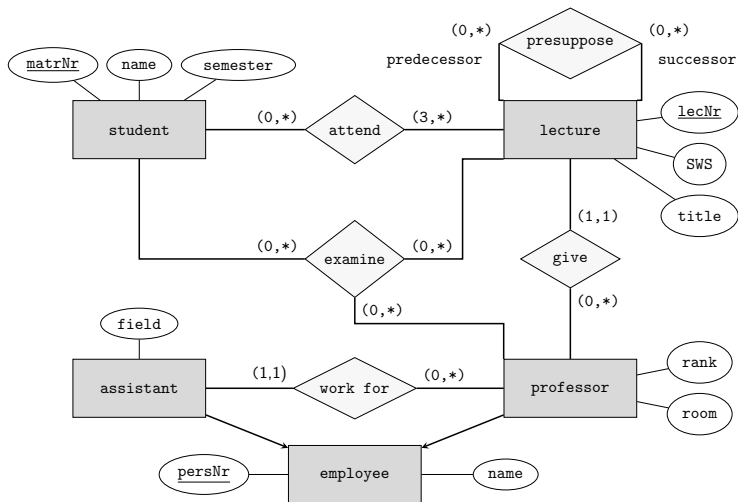 (0,*) presuppose (0,*)
predecessor successor
matrNr name semester
student (0,*) attend (3,*) lecture lecNr
SWS
title
(1,1)
(0,*) examine (0,*) give
(0,*) (0,*)
field
assistant (1,1) work for (0,*) professor rank
room
persNr employee name